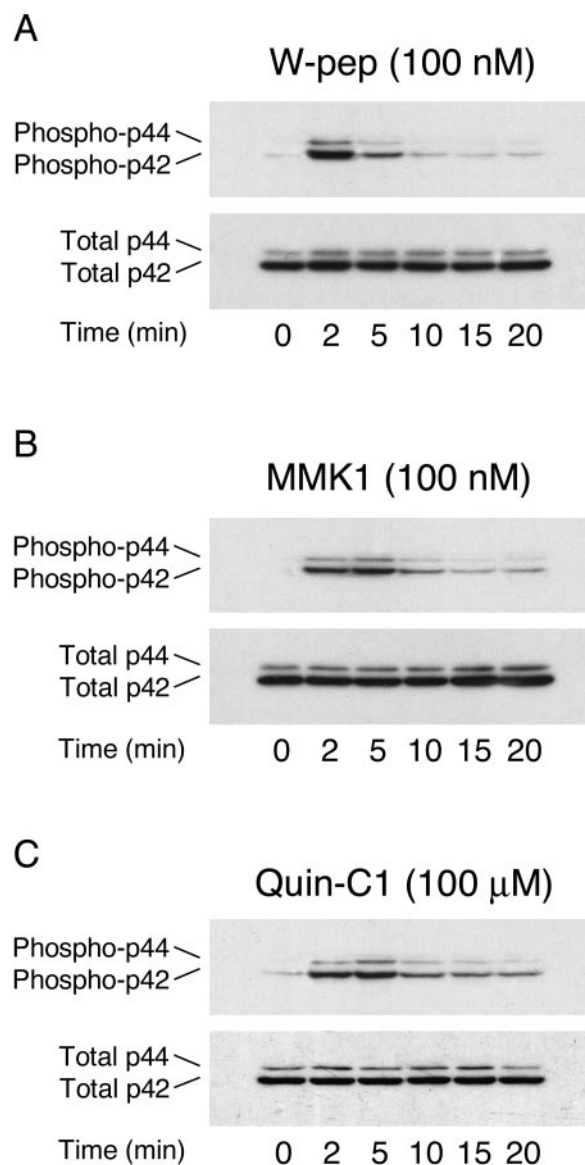 A
W-pep (100 nM)
Phospho-p44
Phospho-p42
Total p44
Total p42
Time (min) 0 2 5 10 15 20
B
MMK1 (100 nM)
Phospho-p44
Phospho-p42
Total p44
Total p42
Time (min) 0 2 5 10 15 20
C
Quin-C1 (100 μM)
Phospho-p44
Phospho-p42
Total p44
Total p42
Time (min) 0 2 5 10 15 20